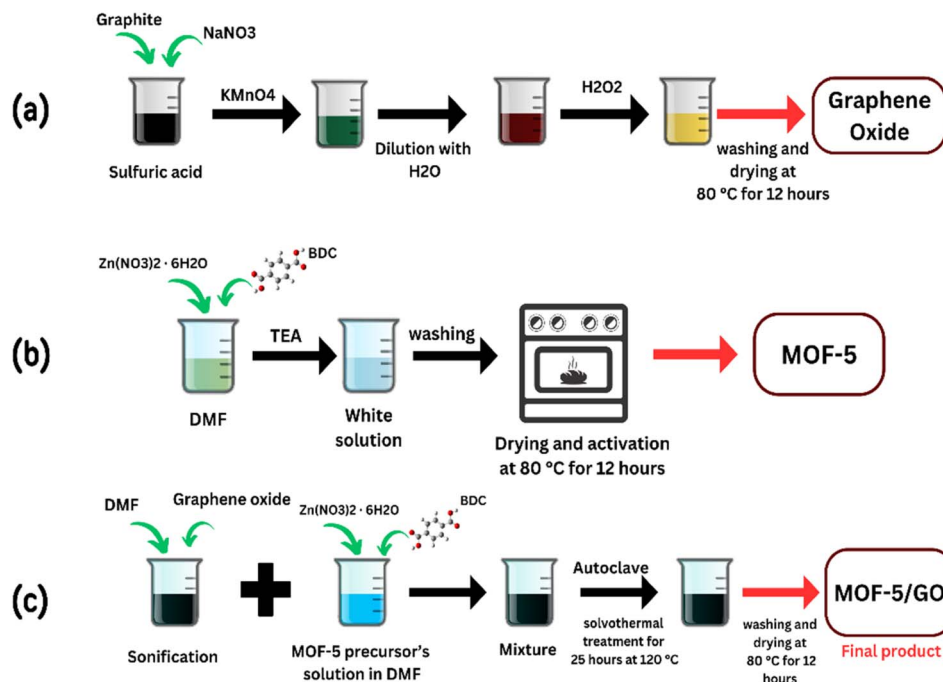 Graphite
NaNO3
(a)
KMnO4
H2O2
Graphene
Oxide
Sulfuric acid
Dilution with
H2O
washing and
drying at
80 °C for 12 hours
Zn(NO3)2 · 6H2O
BDC
(b)
TEA
washing
MOF-5
DMF
White
solution
Drying and activation
at 80 °C for 12 hours
DMF
Graphene oxide
Zn(NO3)2 · 6H2O
BDC
(c)
Autoclave
MOF-5/GO
Sonification
MOF-5 precursor's
solution in DMF
Mixture
solvothermal
treatment for
25 hours at 120 °C
washing and
drying at
80 °C for 12
hours
Final product